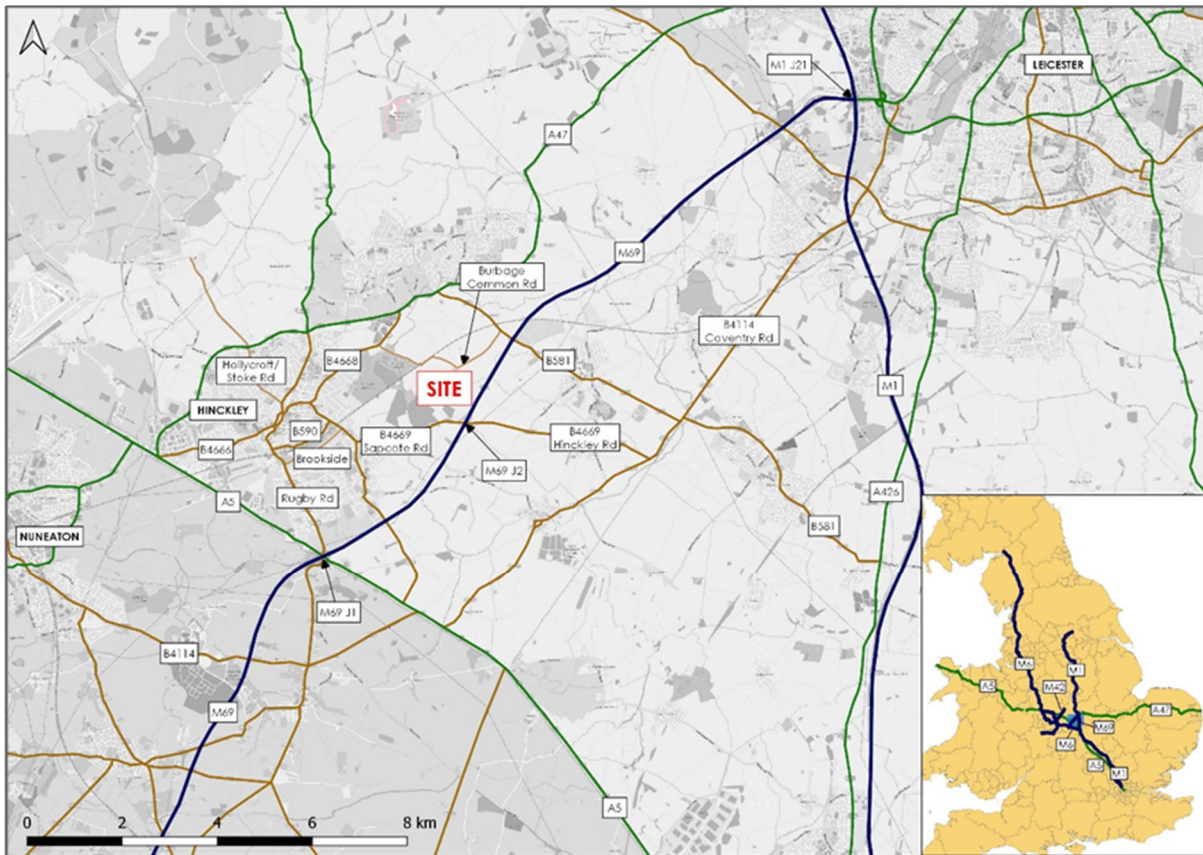 M1 J21
LEICESTER
A47
M69
Burbage
Common Rd
B4114
Coventry Rd
Hollycroft/
Stoke Rd
B4668
B581
SITE
M1
HINCKLEY
B590
B4669
Sapcote Rd
B4669
Hinckley Rd
B4666
Brookside
M69 J2
A5
Rugby Rd
A426
B581
NUNEATON
M69 J1
B4114
M69
A5
0 2 4 6 8 km
M6
M1
A5
M42
A47
M69
M6
A5
M1